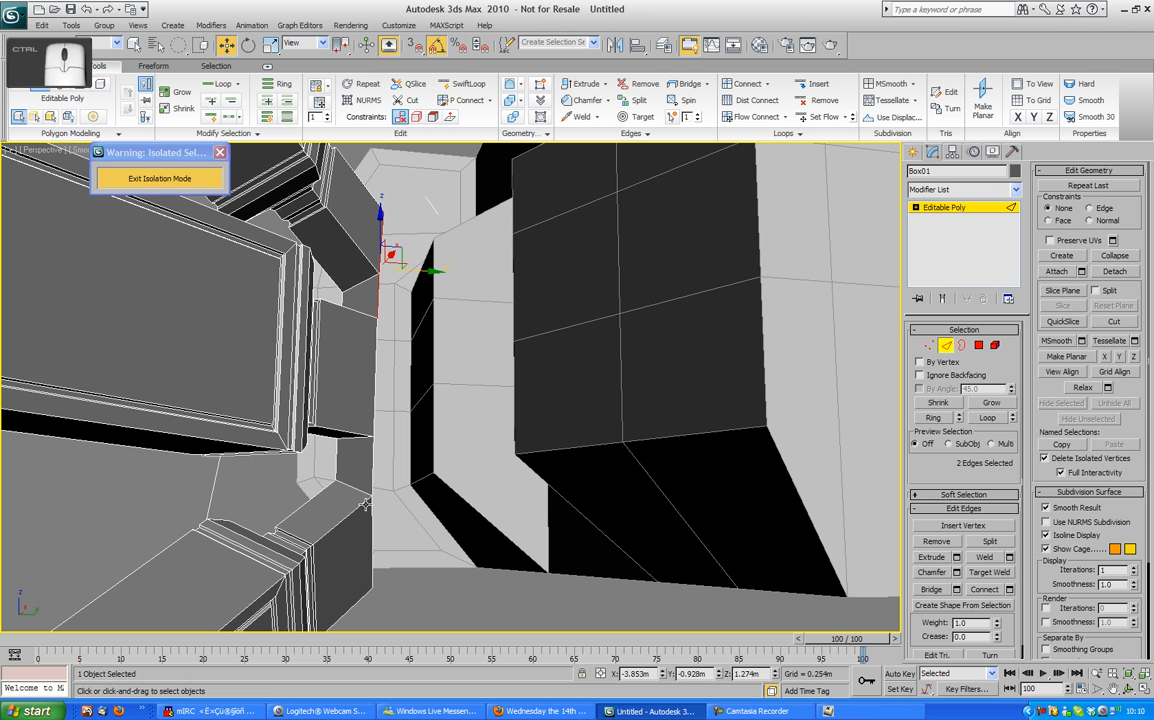 Autodesk 3ds Max 2010 - Not for Resale Untitled
Type a keyword or phrase
Edit Tools Group Views Create Modifiers Animation Graph Editors Rendering Customize MAXScript Help
CTRL
View
Create Selection Se
Tools Freeform Selection
Grow Loop Ring Repeat QSlice SwiftLoop Extrude Remove Bridge Connect Insert MSmooth Edit To View Hard
Editable Poly Shrink 1 NURMS Cut P Connect Chamfer Split Spin Dist Connect Remove Tessellate Make Planar To Grid Smooth
Constraints: Weld Target 1 Flow Connect Set Flow Use Displac... Turn X Y Z Smooth 30
Polygon Modeling Modify Selection Edit Geometry... Edges Loops Subdivision Tris Align Properties
Perspective
Warning: Isolated Sel...
Exit Isolation Mode
z
x
z
x
y
Box01
Modifier List
Editable Poly
Selection
By Vertex
Ignore Backfacing
By Angle: 45.0
Shrink Grow
Ring Loop
Preview Selection
Off SubObj Multi
2 Edges Selected
Soft Selection
Edit Edges
Insert Vertex
Remove Split
Extrude Weld
Chamfer Target Weld
Bridge Connect
Create Shape From Selection
Weight: 1.0
Crease: 0.0
Edit Tri. Turn
Edit Geometry
Repeat Last
Constraints
None Edge
Face Normal
Preserve UVs
Create Collapse
Attach Detach
Slice Plane Split
Slice Reset Plane
QuickSlice Cut
MSmooth Tessellate
Make Planar X Y Z
View Align Grid Align
Relax
Hide Selected Unhide All
Hide Unselected
Named Selections:
Copy Paste
Delete Isolated Vertices
Full Interactivity
Subdivision Surface
Smooth Result
Use NURMS Subdivision
Isoline Display
Show Cage......
Display
Iterations: 1
Smoothness: 1.0
Render
Iterations: 0
Smoothness: 1.0
Separate By
Smoothing Groups
100 / 100
0 5 10 15 20 25 30 35 40 45 50 55 60 65 70 75 80 85 90 95 100
1 Object Selected X: -3.853m Y: -0.928m Z: 1.274m Grid = 0.254m Auto Key Selected
Welcome to M Click or click-and-drag to select objects Add Time Tag Set Key Key Filters... 100
start Logitech® Webcam S... Windows Live Messen... Wednesday the 14th ... Untitled - Autodesk 3... Camtasia Recorder 10:10